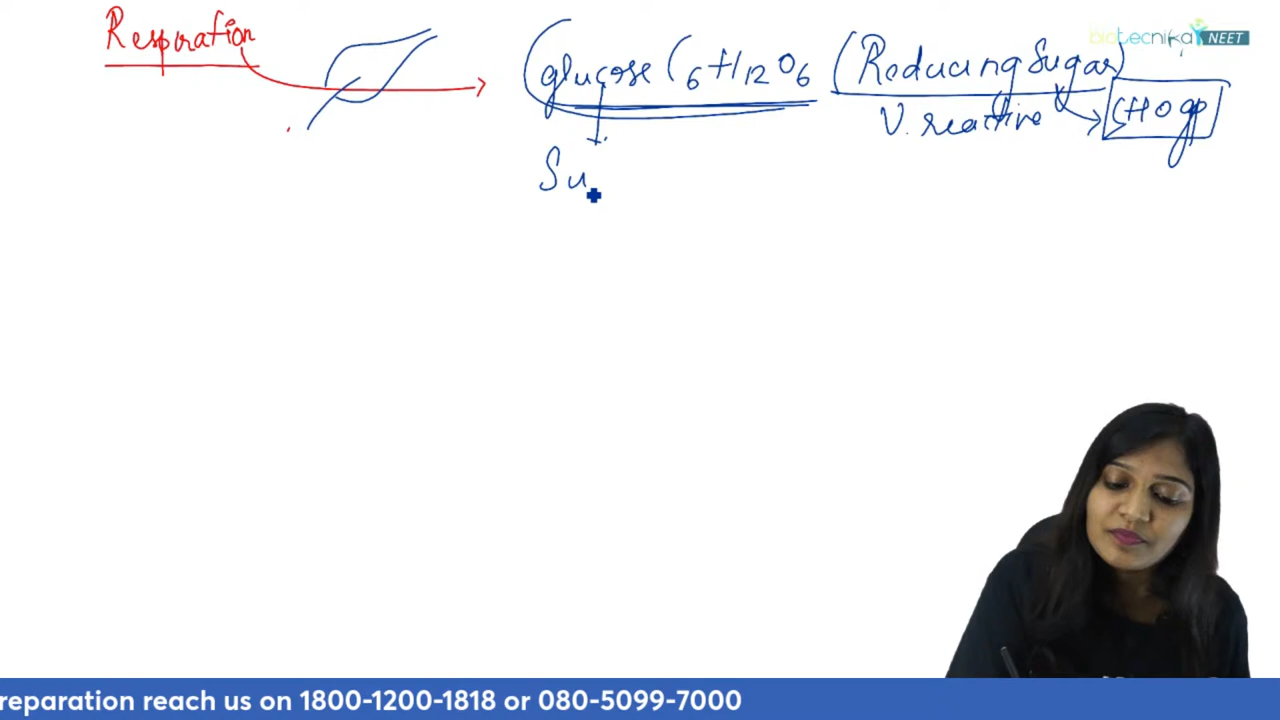 Respiration
glucose C6H12O6 (Reducing Sugar)
V. reactive
CHO gp
Su
biotecnika NEET
reparation reach us on 1800-1200-1818 or 080-5099-7000